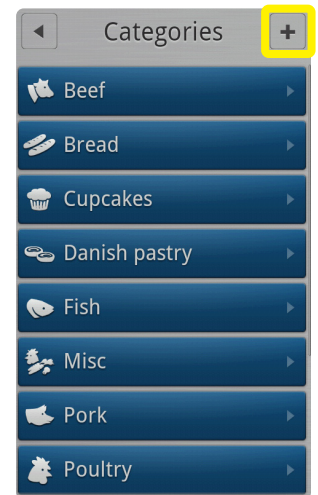 Categories
Beef
Bread
Cupcakes
Danish pastry
Fish
Misc
Pork
Poultry